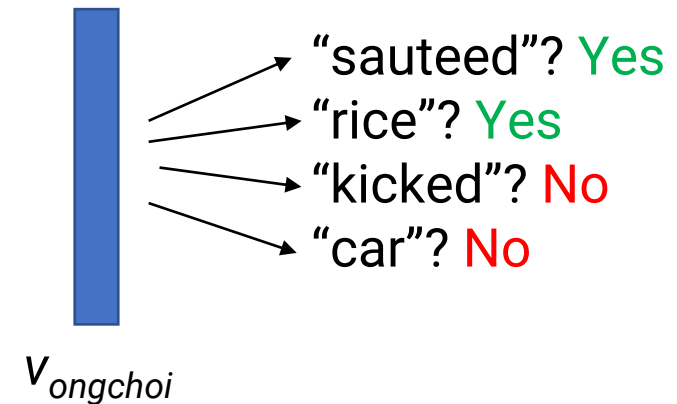 “sauteed”? Yes
“rice”? Yes
“kicked”? No
“car”? No
vongchoi